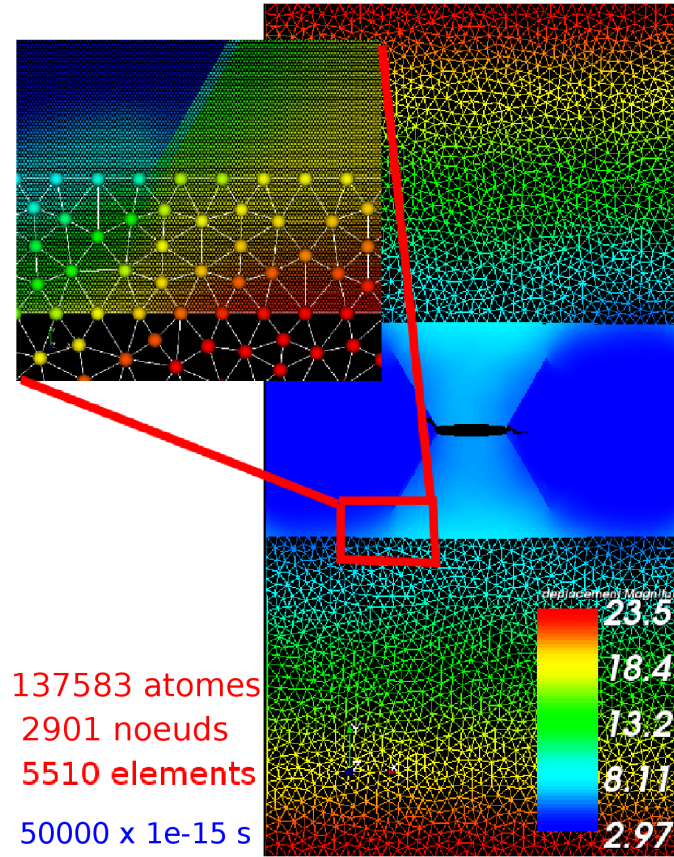 deplacement Magnitu
23.5
18.4
13.2
8.11
2.97
137583 atomes
2901 noeuds
5510 elements
50000 x 1e-15 s
Y
Z
X